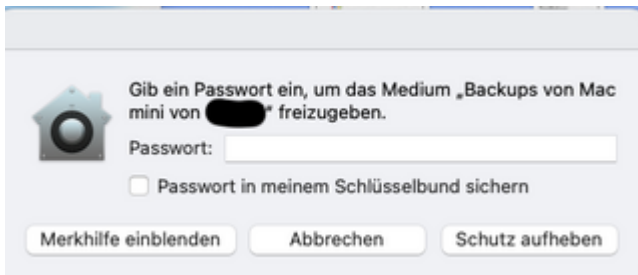 Gib ein Passwort ein, um das Medium „Backups von Mac
mini von " freizugeben.
Passwort:
Passwort in meinem Schlüsselbund sichern
Merkhilfe einblenden Abbrechen Schutz aufheben